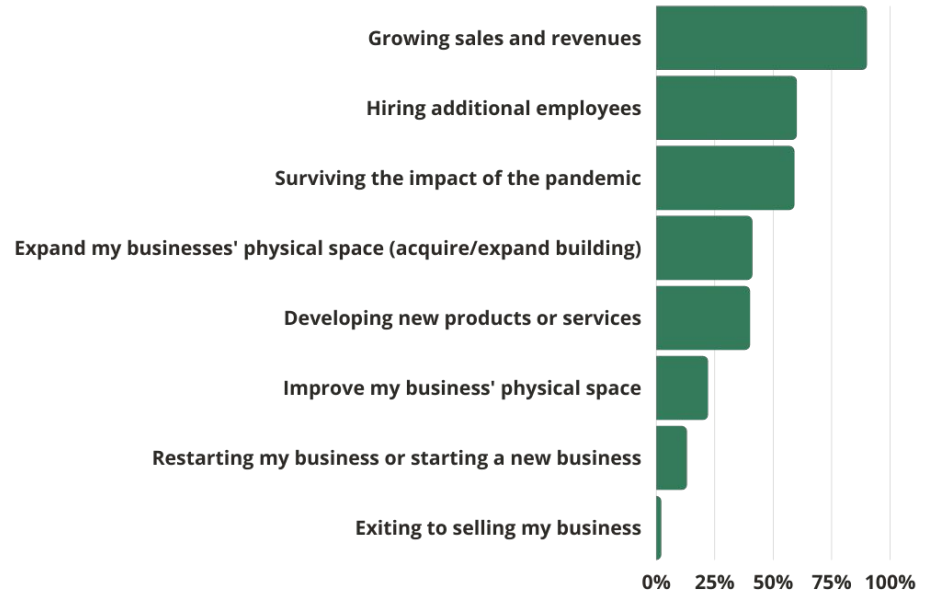 Growing sales and revenues
Hiring additional employees
Surviving the impact of the pandemic
Expand my businesses' physical space (acquire/expand building)
Developing new products or services
Improve my business' physical space
Restarting my business or starting a new business
Exiting to selling my business
0% 25% 50% 75% 100%